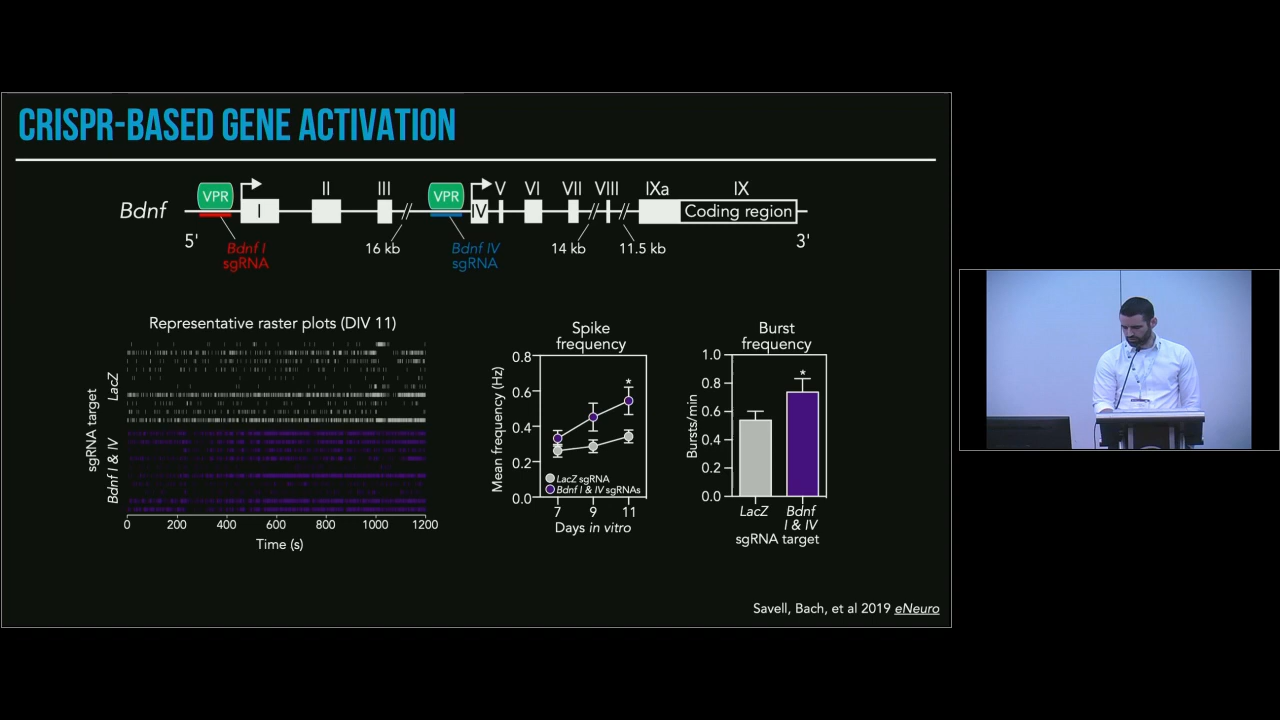 CRISPR-BASED GENE ACTIVATION
VPR
VPR
II
III
V
VI
VII
VIII
IXa
IX
Bdnf
I
IV
Coding region
5'
3'
Bdnf I
sgRNA
16 kb
Bdnf IV
sgRNA
14 kb
11.5 kb
Representative raster plots (DIV 11)
sgRNA target
LacZ
Bdnf I & IV
0
200
400
600
800
1000
1200
Time (s)
Spike
frequency
Mean frequency (Hz)
0.8
0.6
0.4
0.2
0.0
*
LacZ sgRNA
Bdnf I & IV sgRNAs
7
9
11
Days in vitro
Burst
frequency
Bursts/min
1.0
0.8
0.6
0.4
0.2
0.0
*
LacZ
Bdnf
I & IV
sgRNA target
Savell, Bach, et al 2019 eNeuro